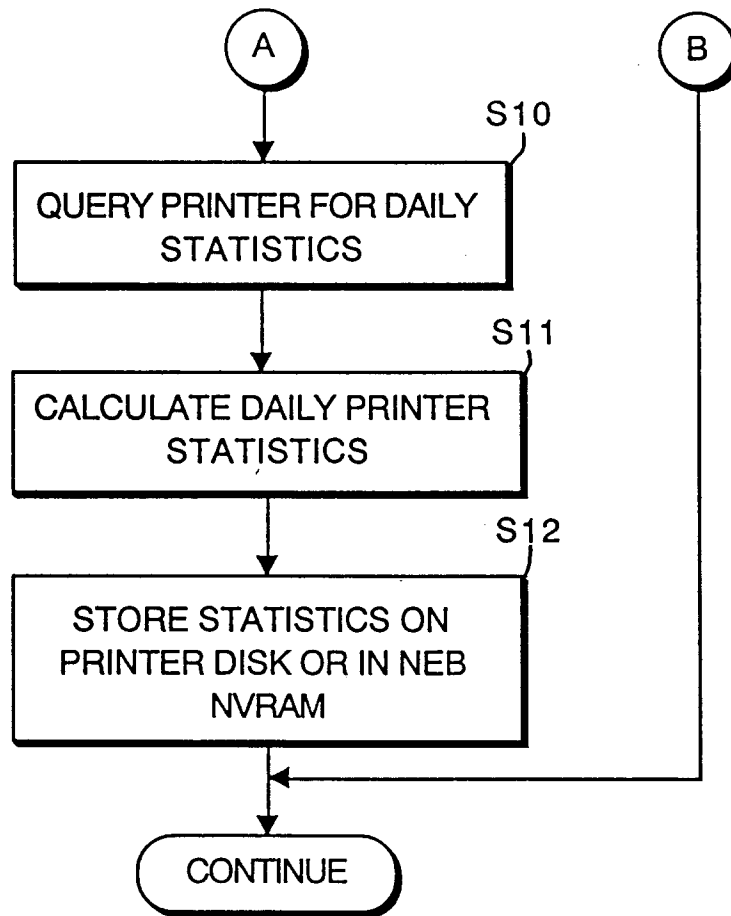 A
B
S10
QUERY PRINTER FOR DAILY
STATISTICS
S11
CALCULATE DAILY PRINTER
STATISTICS
S12
STORE STATISTICS ON
PRINTER DISK OR IN NEB
NVRAM
CONTINUE